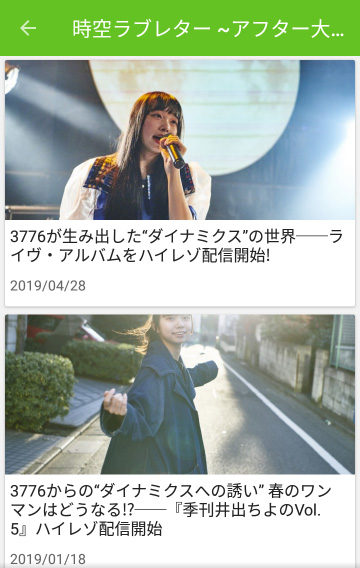 時空ラブレター ~アフター大...
3776が生み出した“ダイナミクス”の世界──ラ
イヴ・アルバムをハイレゾ配信開始!
2019/04/28
3776からの“ダイナミクスへの誘い” 春のワン
マンはどうなる!?──『季刊井出ちよのVol.
5』ハイレゾ配信開始
2019/01/18